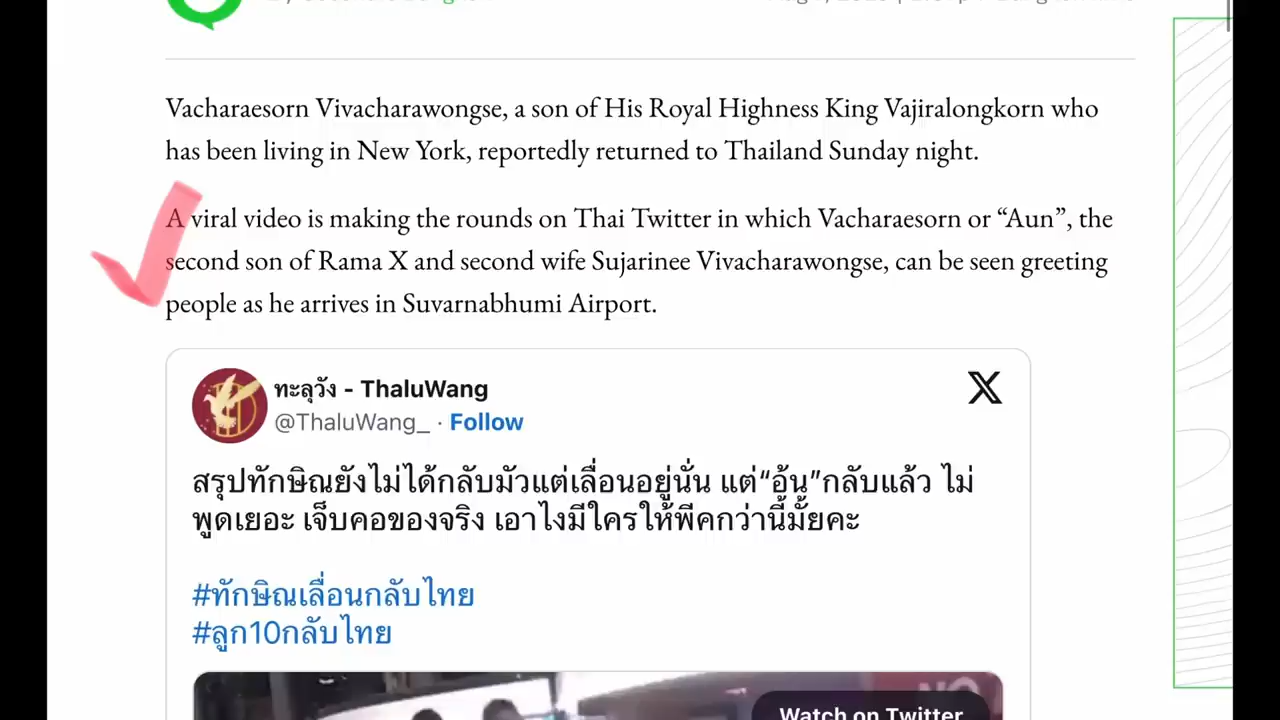 Vacharaesorn Vivacharawongse, a son of His Royal Highness King Vajiralongkorn who
has been living in New York, reportedly returned to Thailand Sunday night.
A viral video is making the rounds on Thai Twitter in which Vacharaesorn or “Aun”, the
second son of Rama X and second wife Sujarinee Vivacharawongse, can be seen greeting
people as he arrives in Suvarnabhumi Airport.
ทะลุวัง - ThaluWang
@ThaluWang_ · Follow
สรุปทักษิณยังไม่ได้กลับมัวแต่เลื่อนอยู่นั่น แต่“อ้น”กลับแล้ว ไม่
พูดเยอะ เจ็บคอของจริง เอาไงมีใครให้พีคกว่านี้มั้ยคะ
#ทักษิณเลื่อนกลับไทย
#ลูก10กลับไทย
Watch on Twitter